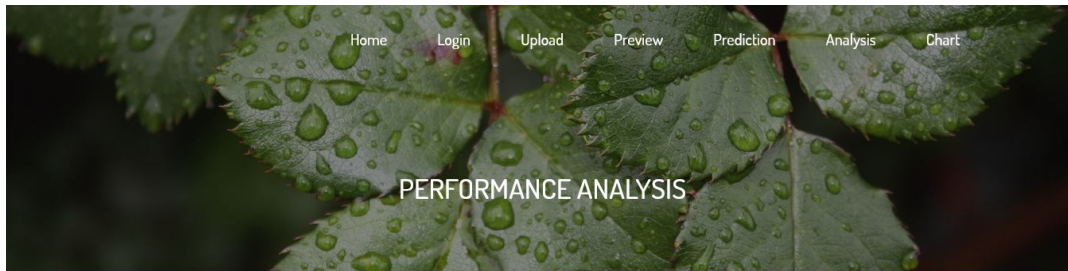 Home Login Upload Preview Prediction Analysis Chart
PERFORMANCE ANALYSIS